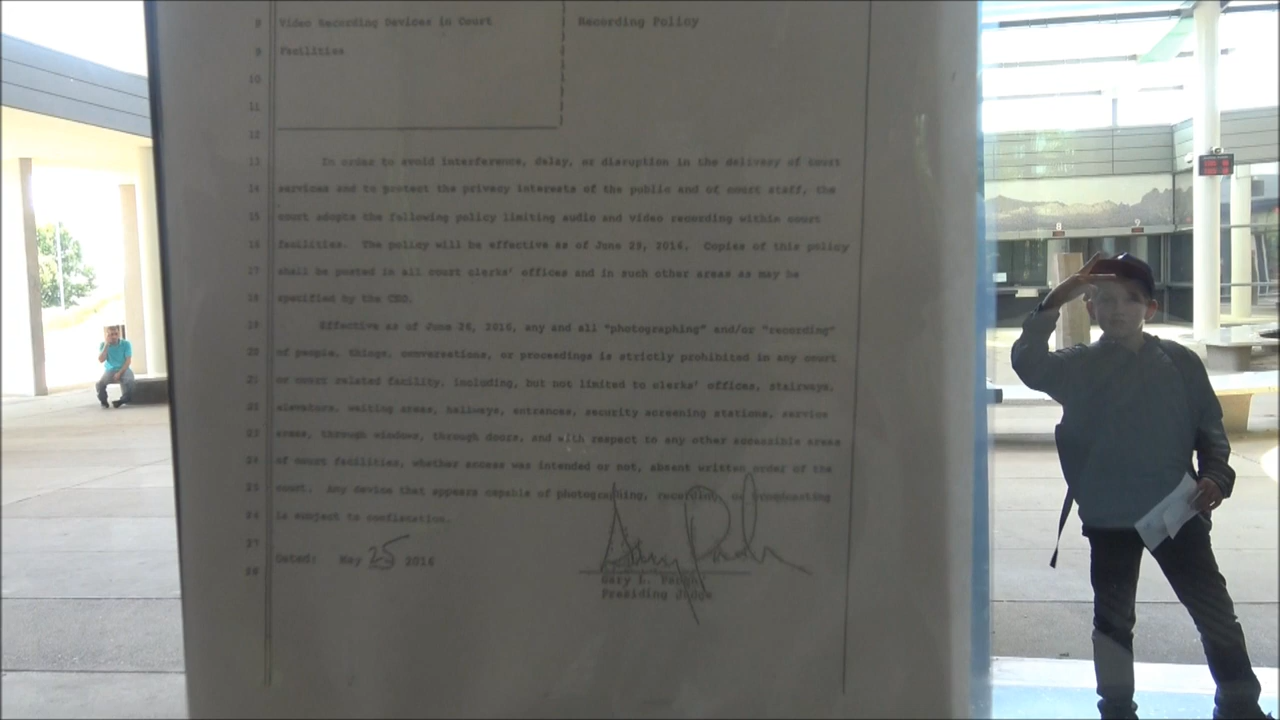 8 Video Recording Devices in Court Recording Policy
9 Facilities
10
11
12
13 In order to avoid interference, delay, or disruption in the delivery of court
14 services and to protect the privacy interests of the public and of court staff, the
15 court adopts the following policy limiting audio and video recording within court
16 facilities. The policy will be effective as of June 2016. Copies of this policy
17 shall be posted in all court clerks' offices and in such other areas as may be
18 specified by the CEO.
19 Effective as of June 2016, any and all "photographing" and/or "recording"
20 of people, things, conversations, or proceedings is strictly prohibited in any court
21 or court related facility, including, but not limited to clerks' offices, stairways,
22 elevators, waiting areas, hallways, entrances, security screening stations, service
23 areas, through windows, through doors, and with respect to any other accessible areas
24 of court facilities, whether access was intended or not, absent written order of the
25 court. Any device that appears capable of photographing, recording, or broadcasting
26 is subject to confiscation.
27 Dated: May 25 2016
28
Gary L.
Presiding Judge
8 9